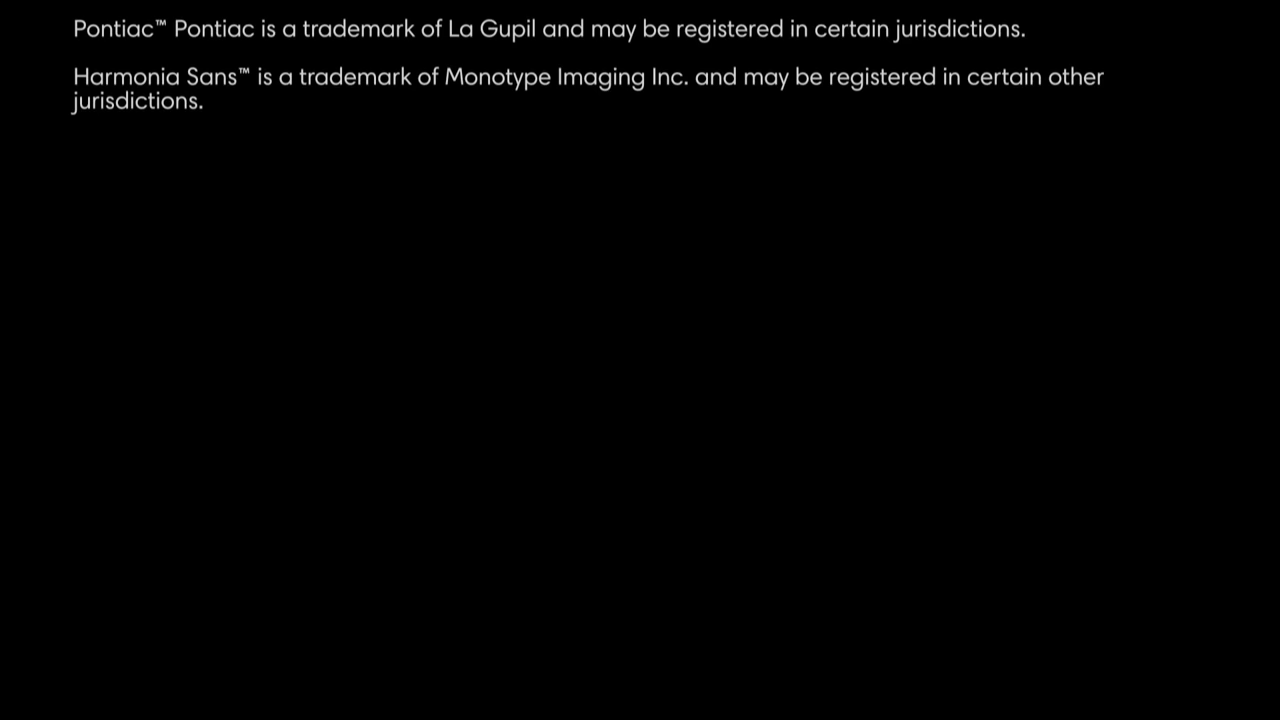 Pontiac™ Pontiac is a trademark of La Gupil and may be registered in certain jurisdictions.
Harmonia Sans™ is a trademark of Monotype Imaging Inc. and may be registered in certain other
jurisdictions.